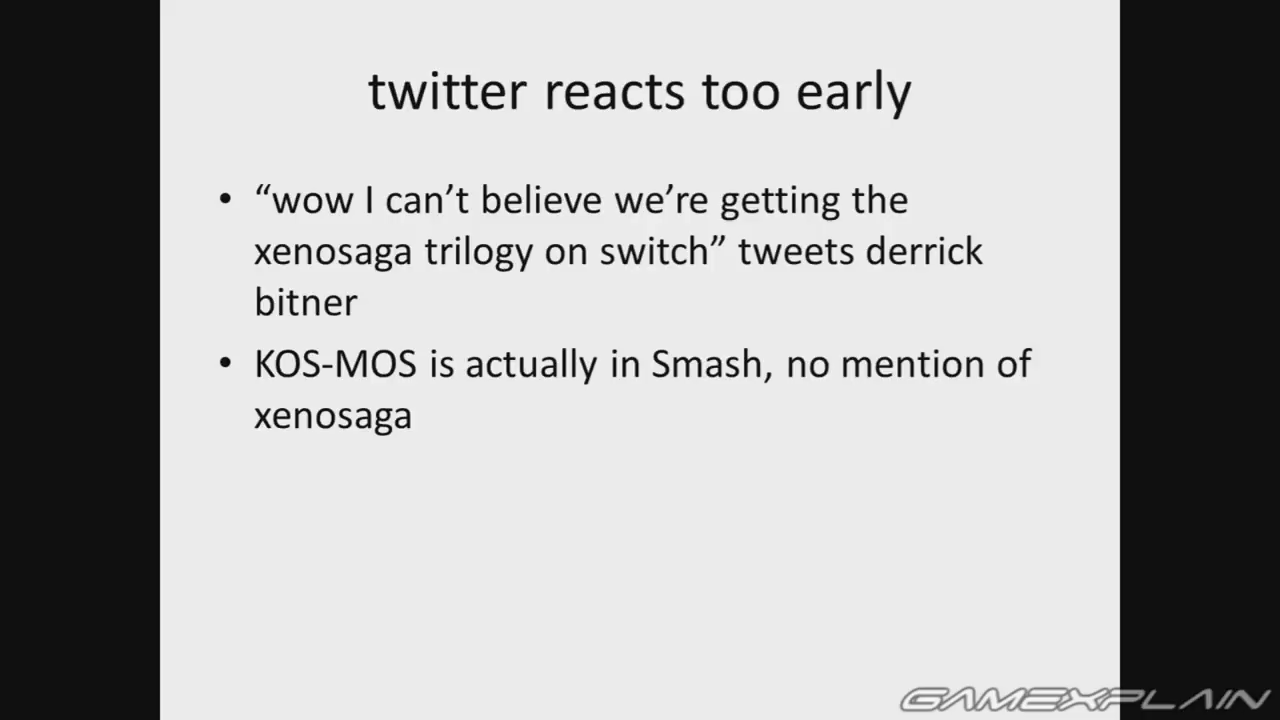 twitter reacts too early
• “wow I can’t believe we’re getting the
xenosaga trilogy on switch” tweets derrick
bitner
• KOS-MOS is actually in Smash, no mention of
xenosaga
GAMEXPLAIN